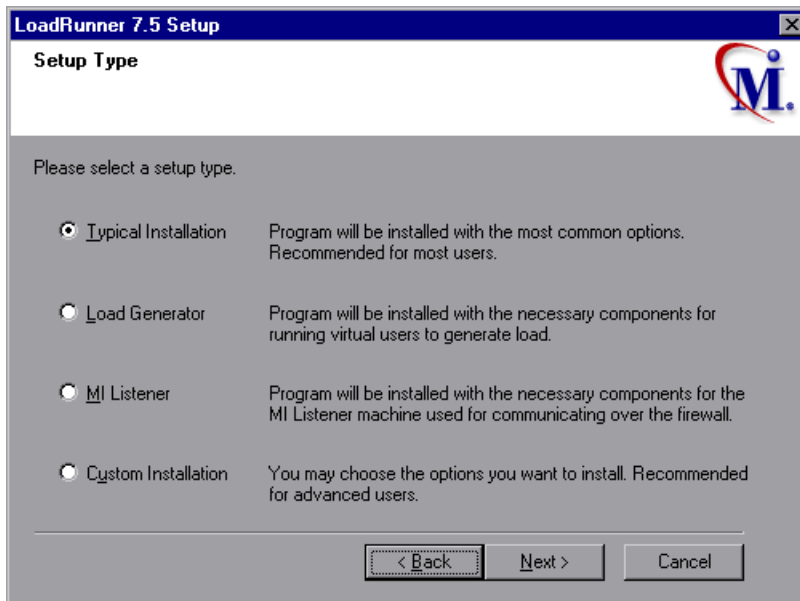 LoadRunner 7.5 Setup
Setup Type
M.
Please select a setup type.
Typical Installation
Program will be installed with the most common options.
Recommended for most users.
Load Generator
Program will be installed with the necessary components for
running virtual users to generate load.
MI Listener
Program will be installed with the necessary components for the
MI Listener machine used for communicating over the firewall.
Custom Installation
You may choose the options you want to install. Recommended
for advanced users.
< Back
Next >
Cancel